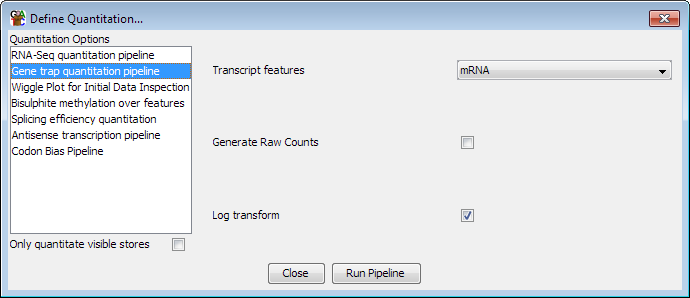 Define Quantitation...
Quantitation Options
RNA-Seq quantitation pipeline
Gene trap quantitation pipeline
Wiggle Plot for Initial Data Inspection
Bisulphite methylation over features
Splicing efficiency quantitation
Antisense transcription pipeline
Codon Bias Pipeline
Transcript features
mRNA
Generate Raw Counts
Log transform
Only quantitate visible stores
Close
Run Pipeline